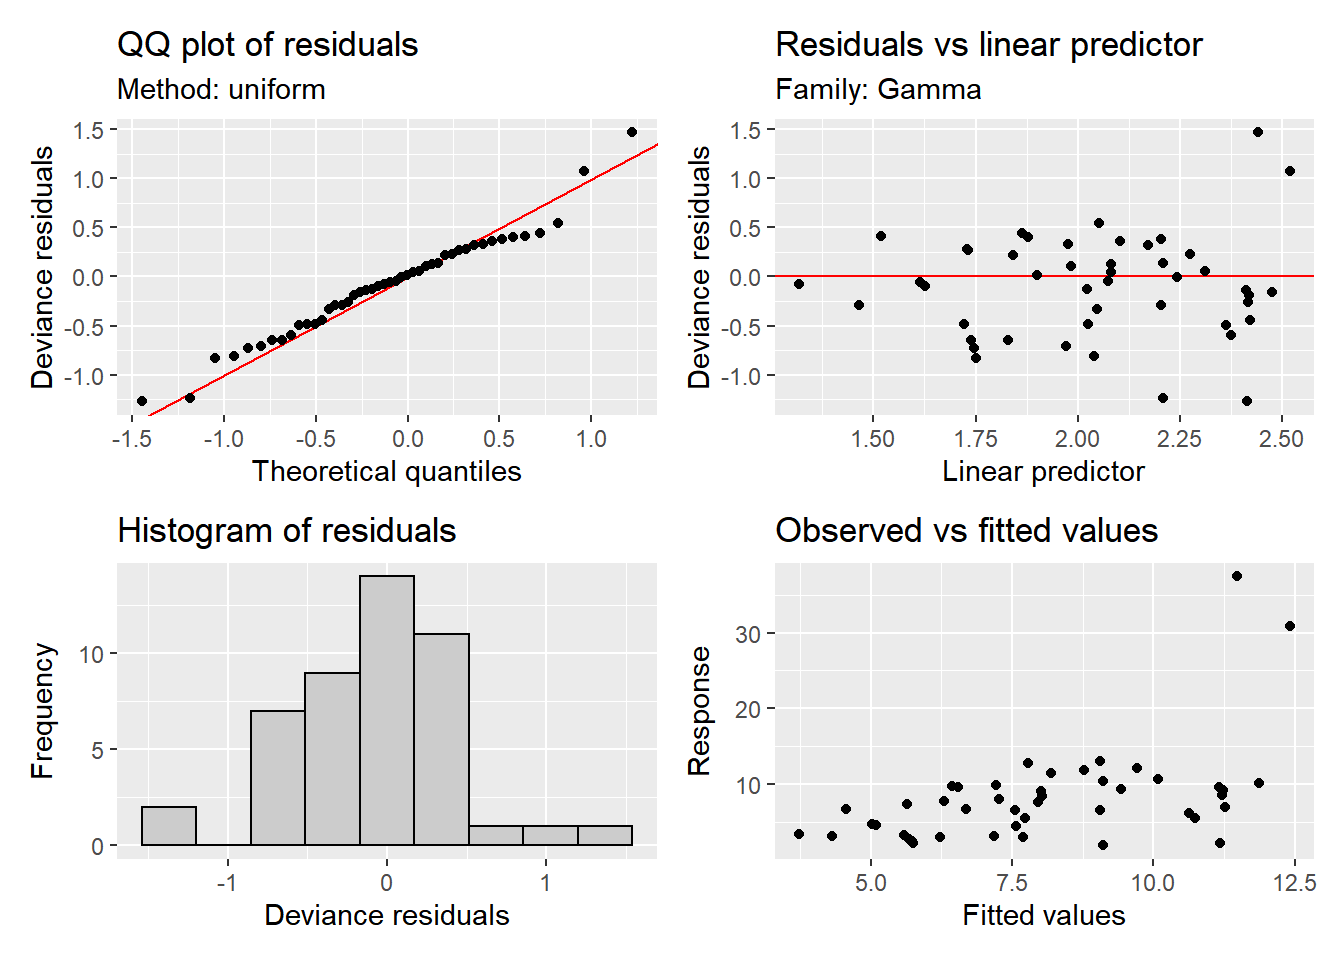 QQ plot of residuals
Method: uniform
1.5
1.0
0.5
0.0
-0.5
-1.0
Deviance residuals
-1.5
-1.0
-0.5
0.0
0.5
1.0
Theoretical quantiles
Residuals vs linear predictor
Family: Gamma
1.5
1.0
0.5
0.0
-0.5
-1.0
Deviance residuals
1.50
1.75
2.00
2.25
2.50
Linear predictor
Histogram of residuals
10
5
0
Frequency
-1
0
1
Deviance residuals
Observed vs fitted values
30
20
10
Response
5.0
7.5
10.0
12.5
Fitted values